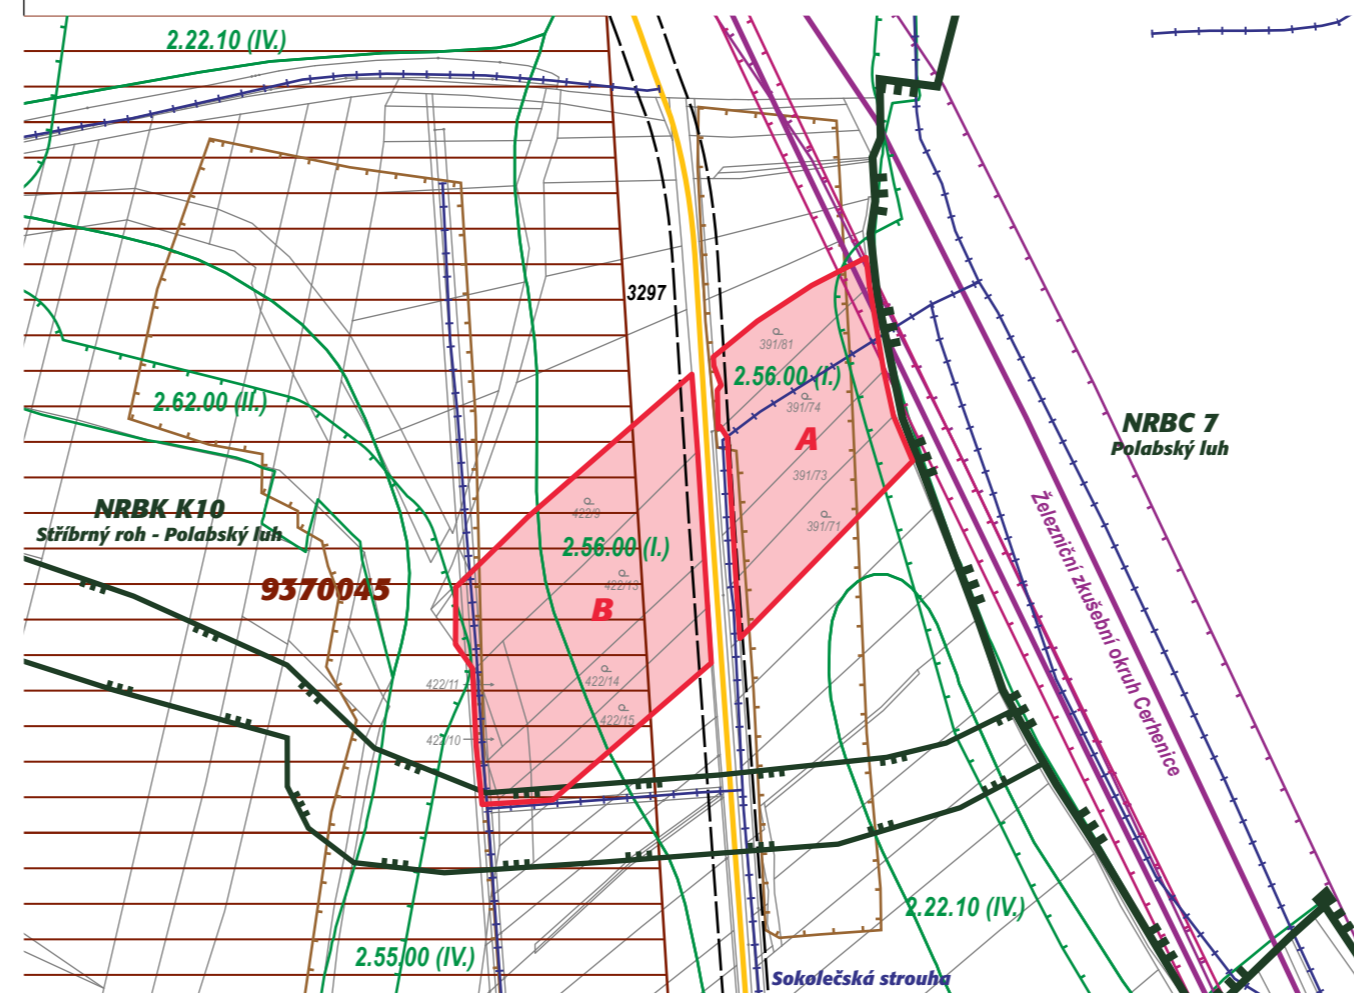 2.22.10 (IV.)
3297
391/81
2.56.00 (I.)
391/74
2.62.00 (II.)
A
NRBC 7
Polabský luh
391/73
NRBK K10
Stříbrný roh - Polabský luh
422/9
391/71
2.56.00 (I.)
Železniční zkušební okruh Cerhenice
9370045
422/13
B
422/11
422/14
422/15
422/10
2.22.10 (IV.)
2.55.00 (IV.)
Sokolečská strouha